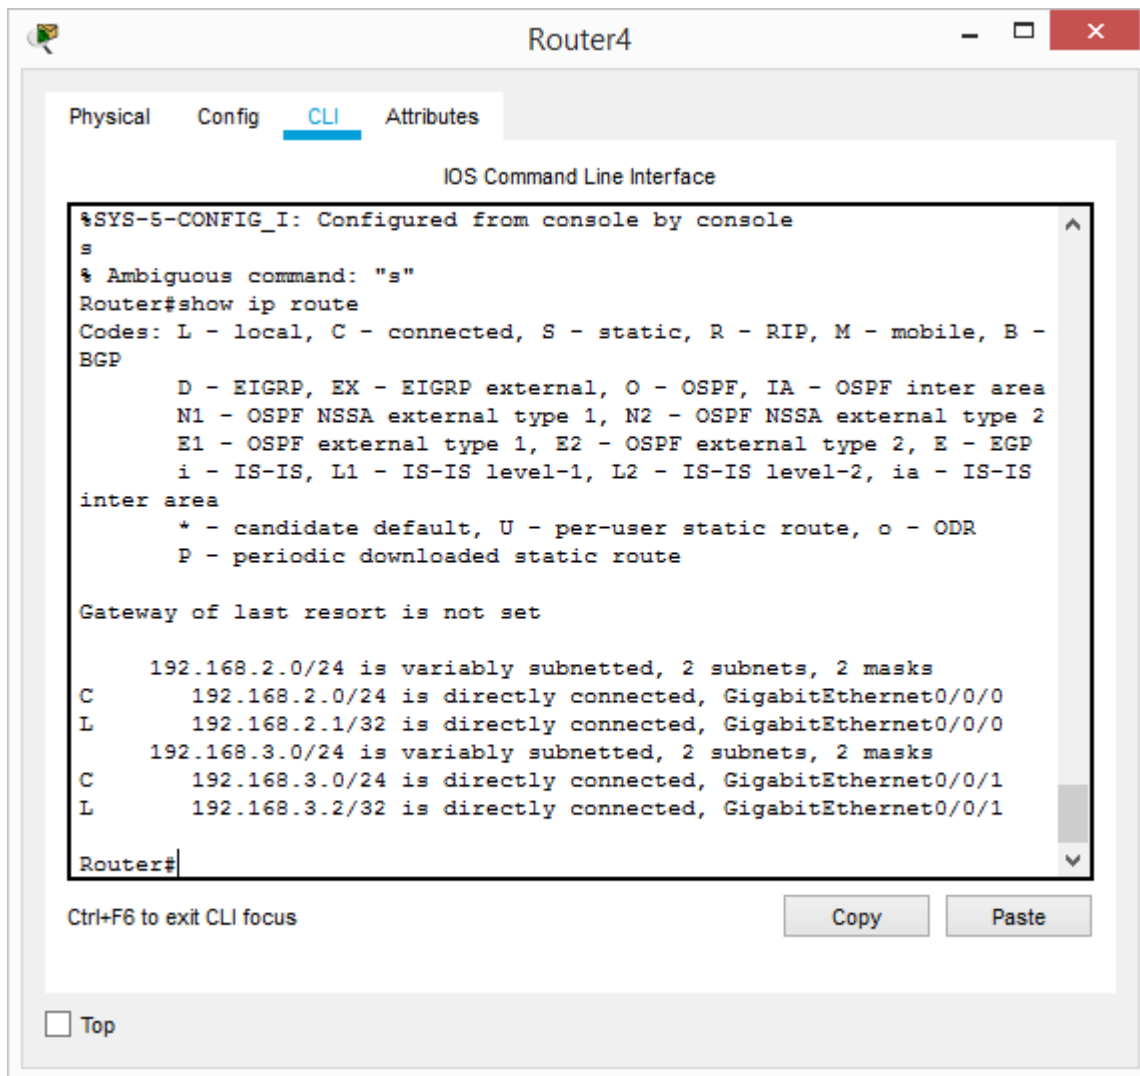 Router4
Physical Config CLI Attributes
IOS Command Line Interface
%SYS-5-CONFIG_I: Configured from console by console
s
% Ambiguous command: "s"
Router#show ip route
Codes: L - local, C - connected, S - static, R - RIP, M - mobile, B -
BGP
       D - EIGRP, EX - EIGRP external, O - OSPF, IA - OSPF inter area
       N1 - OSPF NSSA external type 1, N2 - OSPF NSSA external type 2
       E1 - OSPF external type 1, E2 - OSPF external type 2, E - EGP
       i - IS-IS, L1 - IS-IS level-1, L2 - IS-IS level-2, ia - IS-IS
inter area
       * - candidate default, U - per-user static route, o - ODR
       P - periodic downloaded static route
Gateway of last resort is not set
     192.168.2.0/24 is variably subnetted, 2 subnets, 2 masks
C       192.168.2.0/24 is directly connected, GigabitEthernet0/0/0
L       192.168.2.1/32 is directly connected, GigabitEthernet0/0/0
     192.168.3.0/24 is variably subnetted, 2 subnets, 2 masks
C       192.168.3.0/24 is directly connected, GigabitEthernet0/0/1
L       192.168.3.2/32 is directly connected, GigabitEthernet0/0/1
Router#
Ctrl+F6 to exit CLI focus Copy Paste
Top